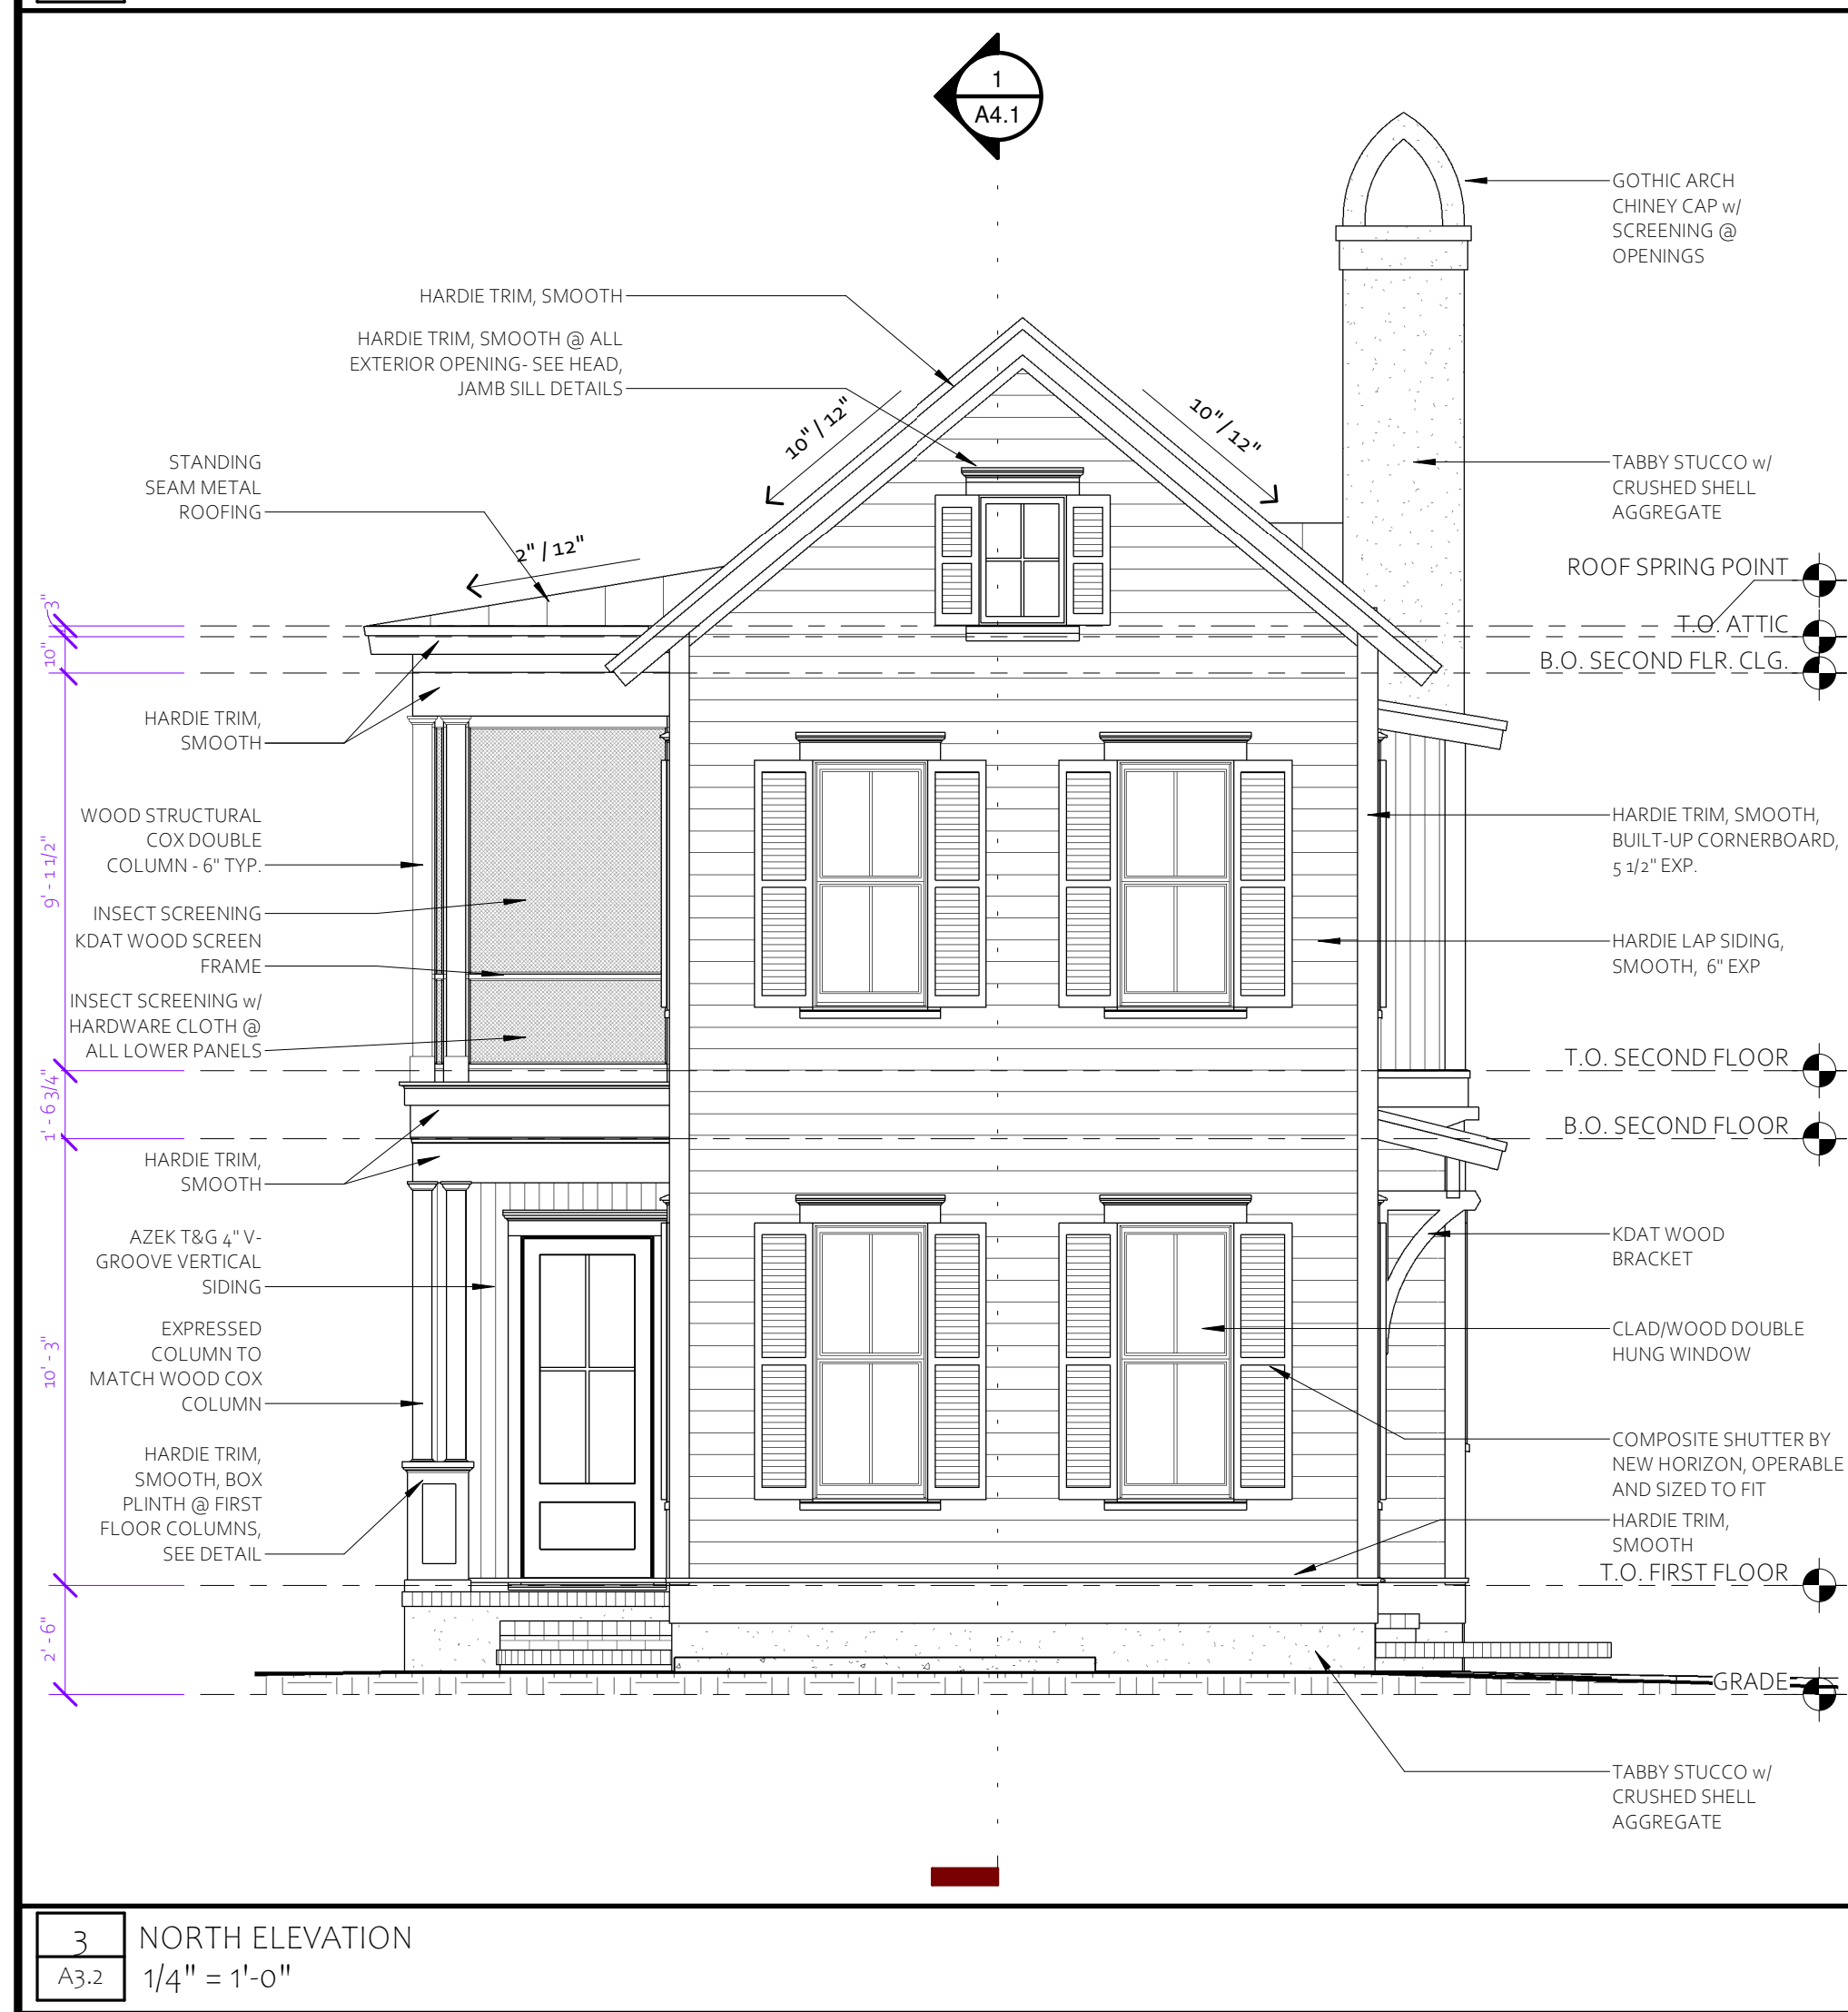 1
A4.1
GOTHIC ARCH
CHINEY CAP w/
SCREENING @
OPENINGS
HARDIE TRIM, SMOOTH
HARDIE TRIM, SMOOTH @ ALL
EXTERIOR OPENING- SEE HEAD,
JAMB SILL DETAILS
10" / 12"
10" / 12"
STANDING
SEAM METAL
ROOFING
2" / 12"
TABBY STUCCO w/
CRUSHED SHELL
AGGREGATE
ROOF SPRING POINT
T.O. ATTIC
B.O. SECOND FLR. CLG.
3"
10"
9' - 1 1/2"
1' - 6 3/4"
10' - 3"
2' - 6"
HARDIE TRIM,
SMOOTH
WOOD STRUCTURAL
COX DOUBLE
COLUMN - 6" TYP.
INSECT SCREENING
KDAT WOOD SCREEN
FRAME
INSECT SCREENING w/
HARDWARE CLOTH @
ALL LOWER PANELS
HARDIE TRIM,
SMOOTH
AZEK T&G 4" V-
GROOVE VERTICAL
SIDING
EXPRESSED
COLUMN TO
MATCH WOOD COX
COLUMN
HARDIE TRIM,
SMOOTH, BOX
PLINTH @ FIRST
FLOOR COLUMNS,
SEE DETAIL
HARDIE TRIM, SMOOTH,
BUILT-UP CORNERBOARD,
5 1/2" EXP.
HARDIE LAP SIDING,
SMOOTH, 6" EXP
T.O. SECOND FLOOR
B.O. SECOND FLOOR
KDAT WOOD
BRACKET
CLAD/WOOD DOUBLE
HUNG WINDOW
COMPOSITE SHUTTER BY
NEW HORIZON, OPERABLE
AND SIZED TO FIT
HARDIE TRIM,
SMOOTH
T.O. FIRST FLOOR
GRADE
TABBY STUCCO w/
CRUSHED SHELL
AGGREGATE
3
A3.2
NORTH ELEVATION
1/4" = 1'-0"